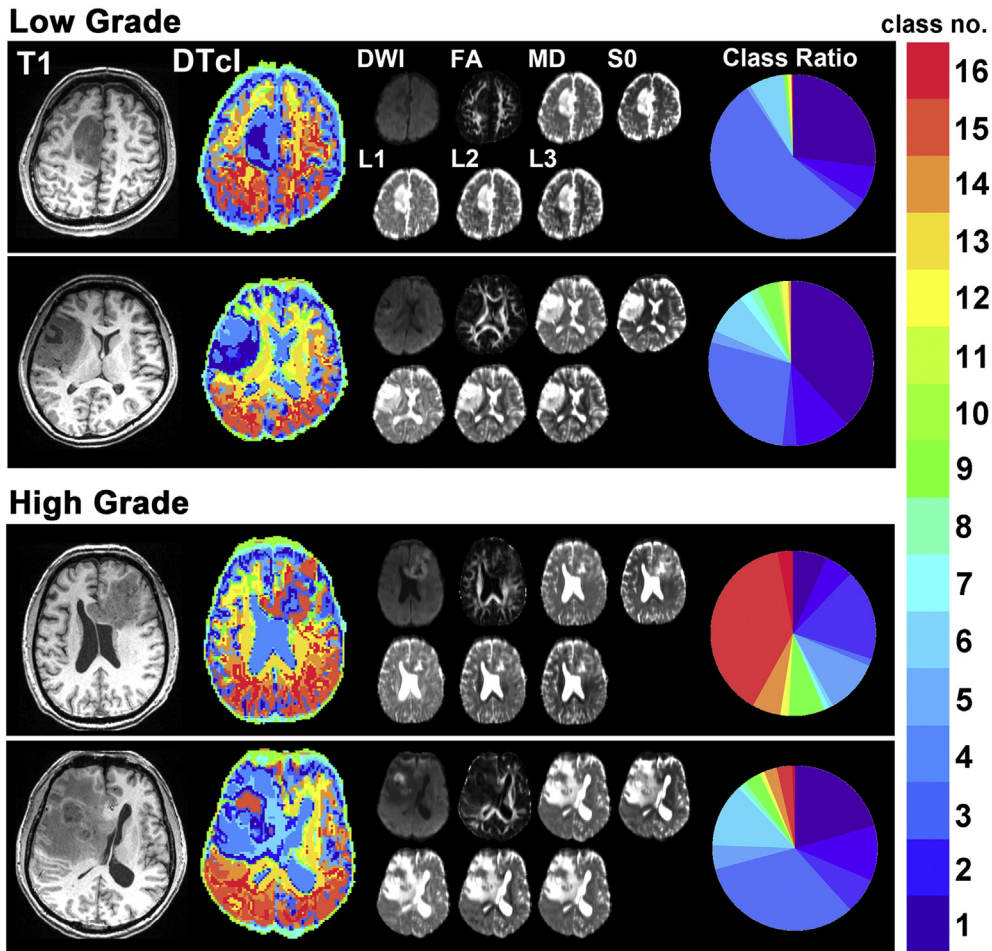 Low Grade
class no.
T1
DTcI
DWI
FA
MD
S0
Class Ratio
L1
L2
L3
High Grade
16
15
14
13
12
11
10
9
8
7
6
5
4
3
2
1